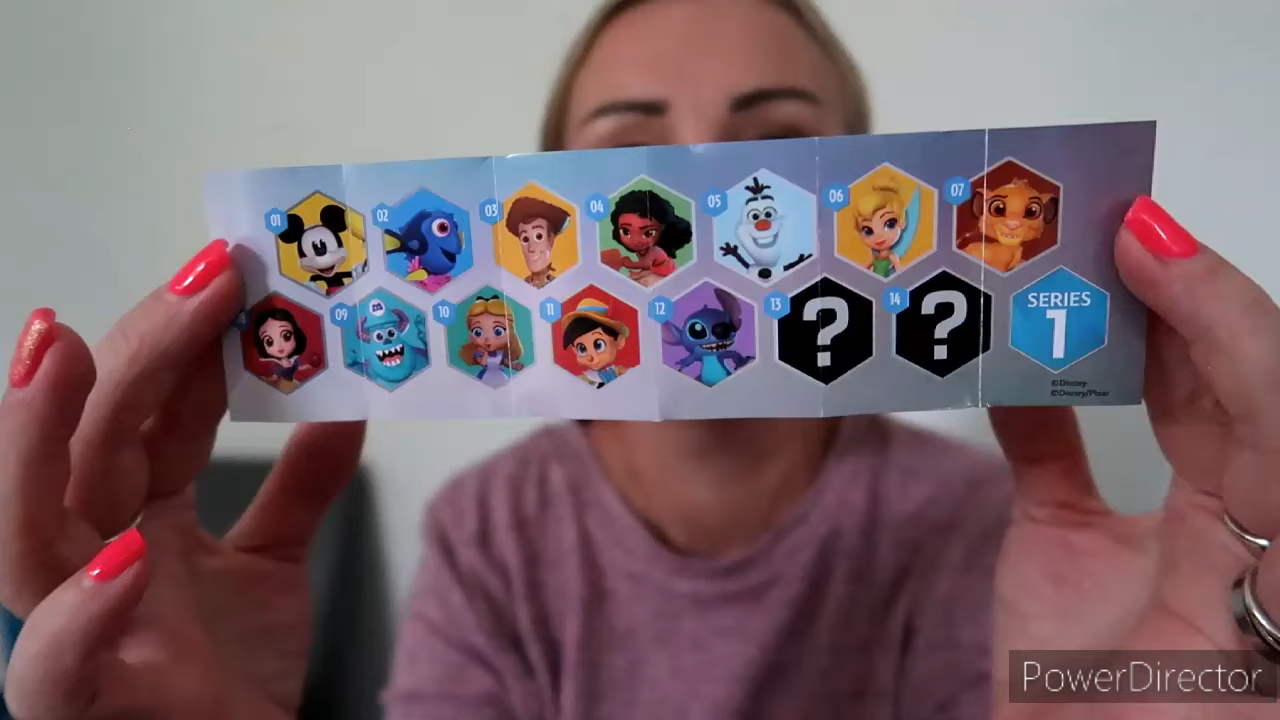 01 02 03 04 05 06 07
09 10 11 12 13 ? 14 ? SERIES
1
©Disney
©Disney/Pixar
PowerDirector